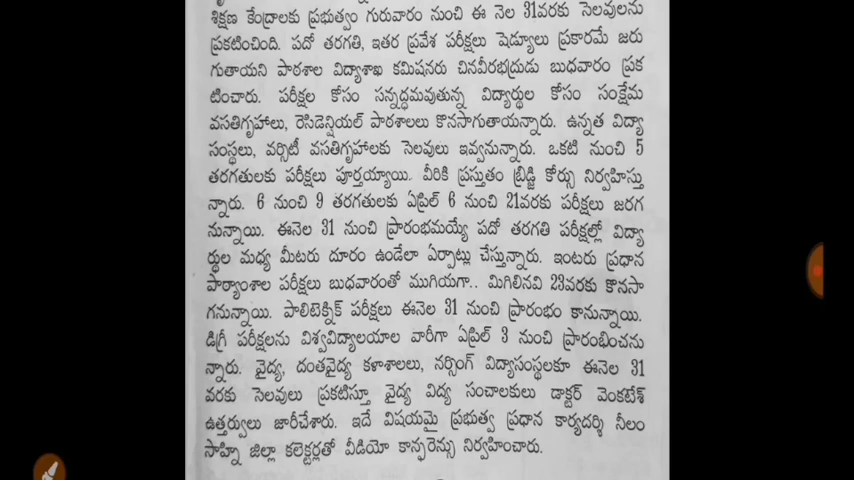 శిక్షణ కేంద్రాలకు ప్రభుత్వం గురువారం నుంచి ఈ నెల 31వరకు సెలవులను
ప్రకటించింది. పదో తరగతి, ఇతర ప్రవేశ పరీక్షలు షెడ్యూలు ప్రకారమే జరు
గుతాయని పాఠశాల విద్యాశాఖ కమిషనరు చినవీరభద్రుడు బుధవారం ప్రక
టించారు. పరీక్షల కోసం సన్నద్ధమవుతున్న విద్యార్థుల కోసం సంక్షేమ
వసతిగృహాలు, రెసిడెన్షియల్ పాఠశాలలు కొనసాగుతాయన్నారు. ఉన్నత విద్యా
సంస్థలు, వర్సిటీ వసతిగృహాలకు సెలవులు ఇవ్వనున్నారు. ఒకటి నుంచి 5
తరగతులకు పరీక్షలు పూర్తయ్యాయి. వీరికి ప్రస్తుతం బ్రిడ్జి కోర్సు నిర్వహిస్తు
న్నారు. 6 నుంచి 9 తరగతులకు ఏప్రిల్ 6 నుంచి 21వరకు పరీక్షలు జరగ
నున్నాయి. ఈనెల 31 నుంచి ప్రారంభమయ్యే పదో తరగతి పరీక్షల్లో విద్యా
ర్థుల మధ్య మీటరు దూరం ఉండేలా ఏర్పాట్లు చేస్తున్నారు. ఇంటరు ప్రధాన
పాఠ్యాంశాల పరీక్షలు బుధవారంతో ముగియగా.. మిగిలినవి 23వరకు కొనసా
గనున్నాయి. పాలిటెక్నిక్ పరీక్షలు ఈనెల 31 నుంచి ప్రారంభం కానున్నాయి.
డిగ్రీ పరీక్షలను విశ్వవిద్యాలయాల వారీగా ఏప్రిల్ 3 నుంచి ప్రారంభించను
న్నారు. వైద్య, దంతవైద్య కళాశాలలు, నర్సింగ్ విద్యాసంస్థలకూ ఈనెల 31
వరకు సెలవులు ప్రకటిస్తూ వైద్య విద్య సంచాలకులు డాక్టర్ వెంకటేశ్
ఉత్తర్వులు జారీచేశారు. ఇదే విషయమై ప్రభుత్వ ప్రధాన కార్యదర్శి నీలం
సాహ్ని జిల్లా కలెక్టర్లతో వీడియో కాన్ఫరెన్సు నిర్వహించారు.